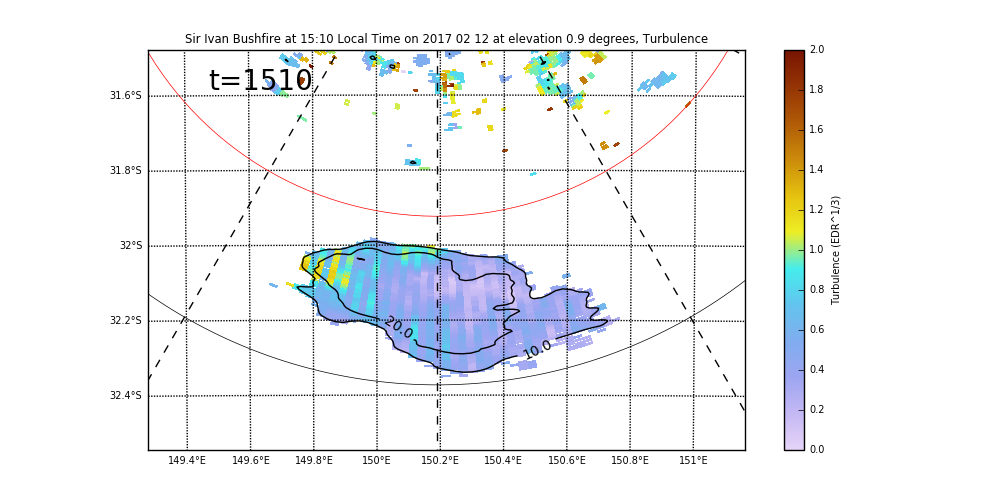 Sir Ivan Bushfire at 15:10 Local Time on 2017 02 12 at elevation 0.9 degrees, Turbulence
t=1510
31.6°S
31.8°S
32°S
32.2°S
32.4°S
20.0
10.0
149.4°E 149.6°E 149.8°E 150°E 150.2°E 150.4°E 150.6°E 150.8°E 151°E
2.0
1.8
1.6
1.4
1.2
1.0
0.8
0.6
0.4
0.2
0.0
Turbulence (EDR^1/3)